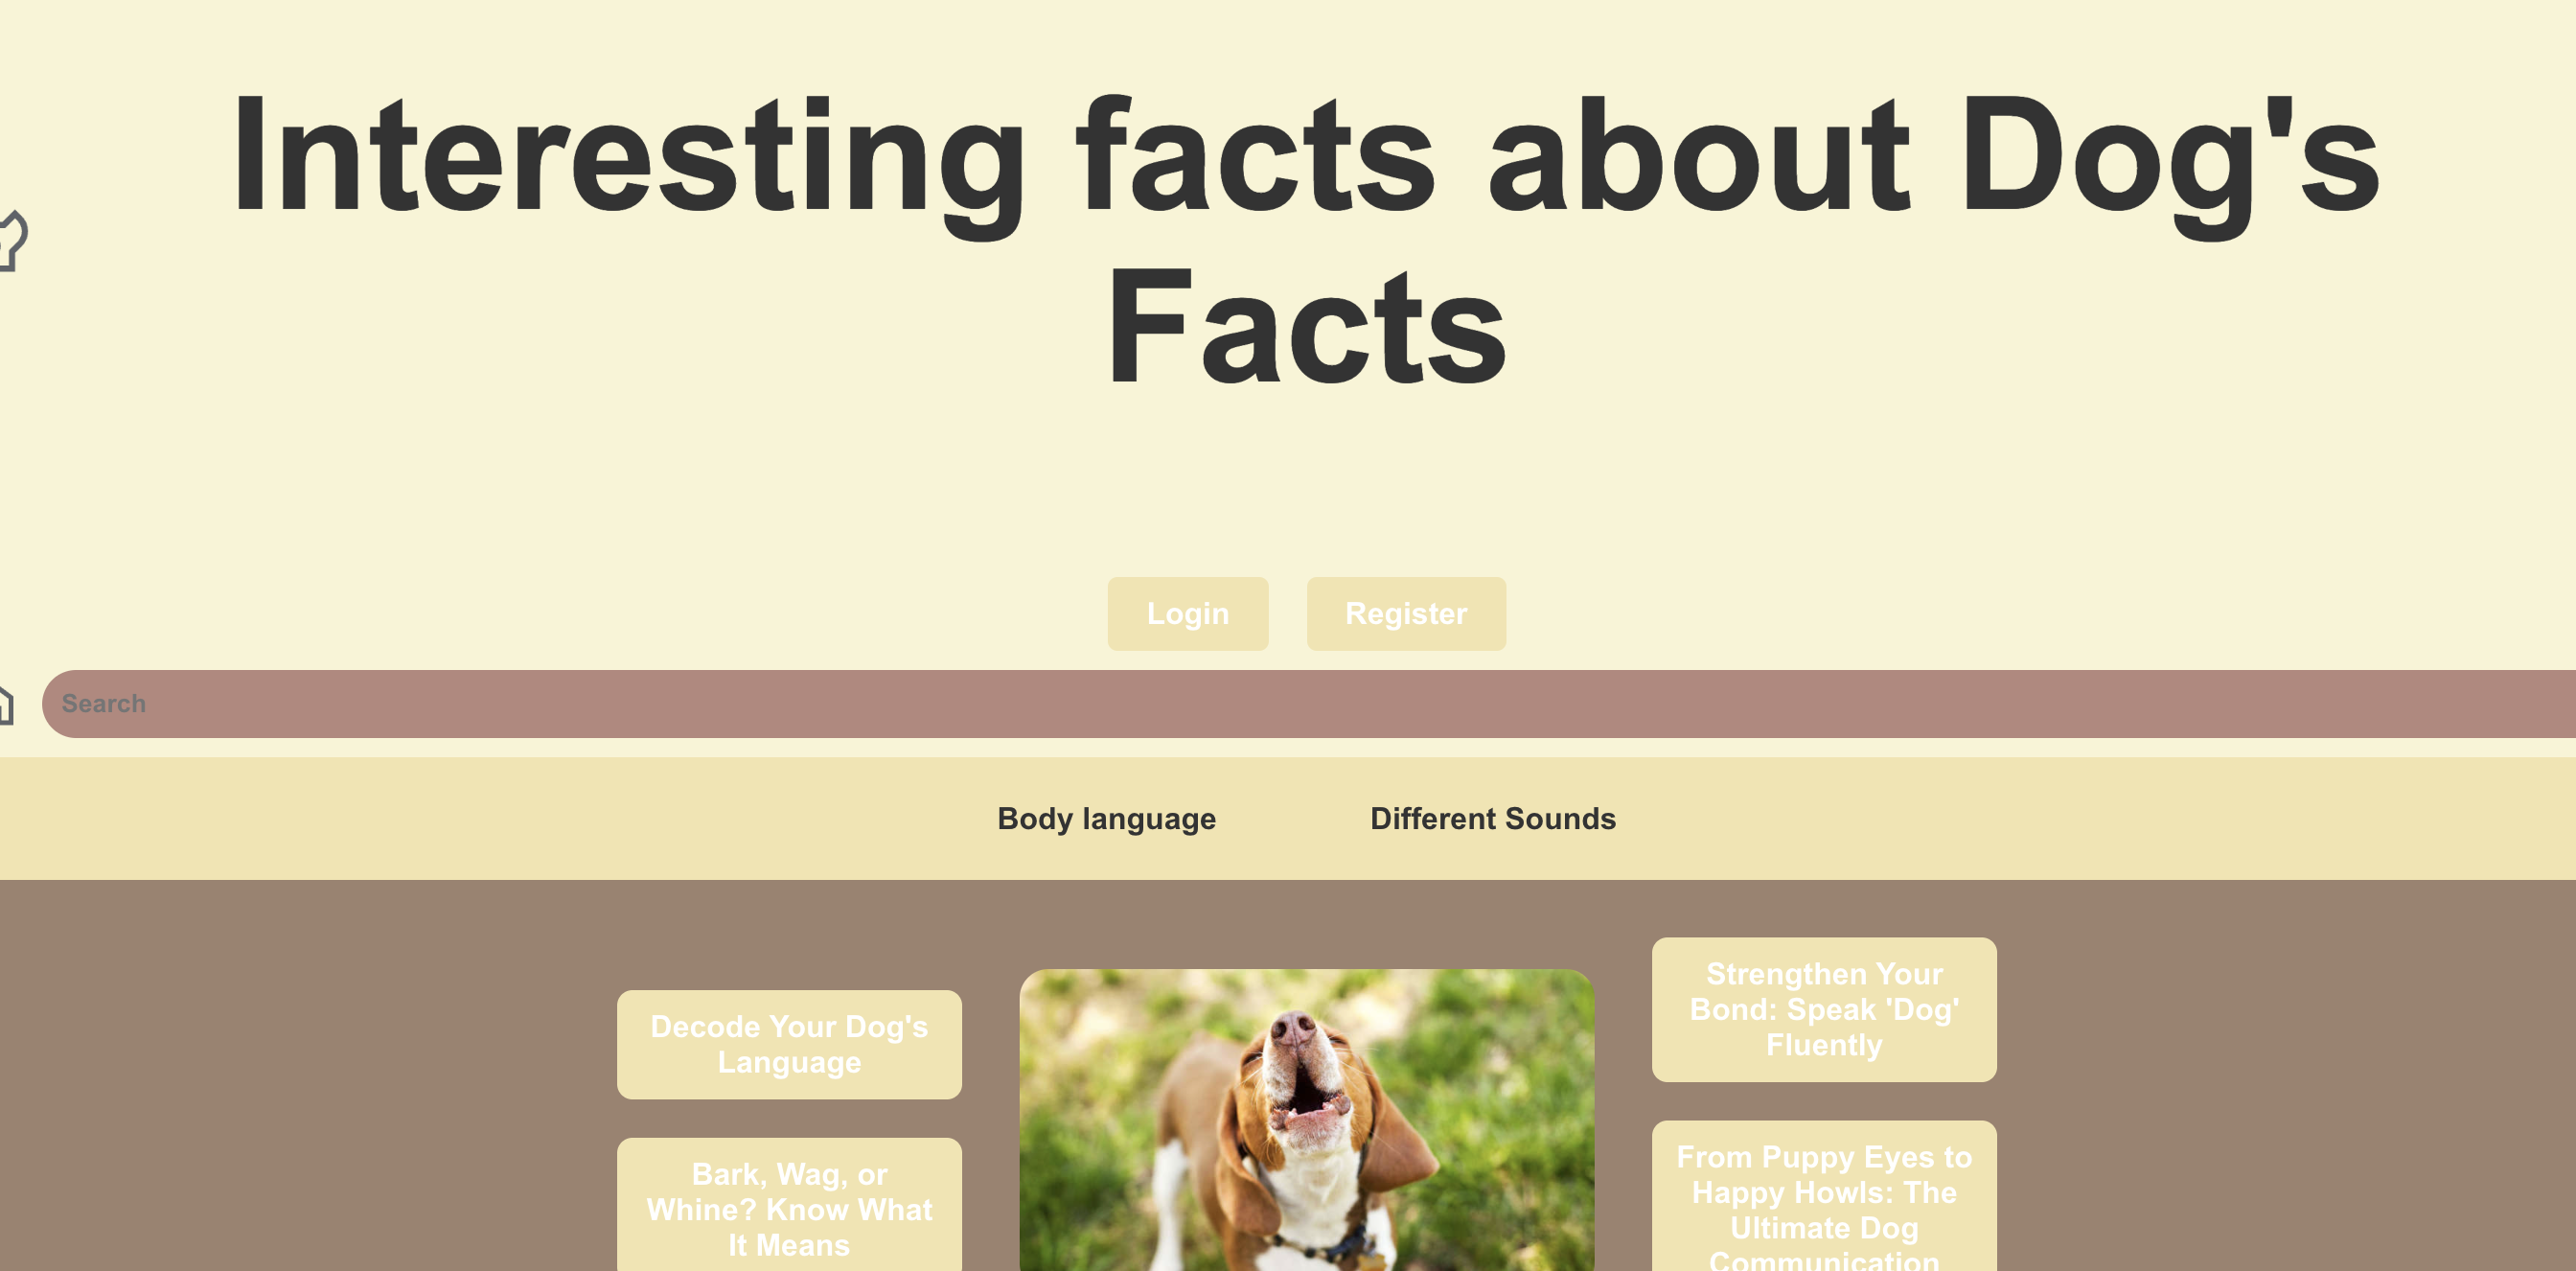 Interesting facts about Dog's
Facts
Login
Register
Search
Body language
Different Sounds
Decode Your Dog's
Language
Bark, Wag, or
Whine? Know What
It Means
Strengthen Your
Bond: Speak 'Dog'
Fluently
From Puppy Eyes to
Happy Howls: The
Ultimate Dog
Communication